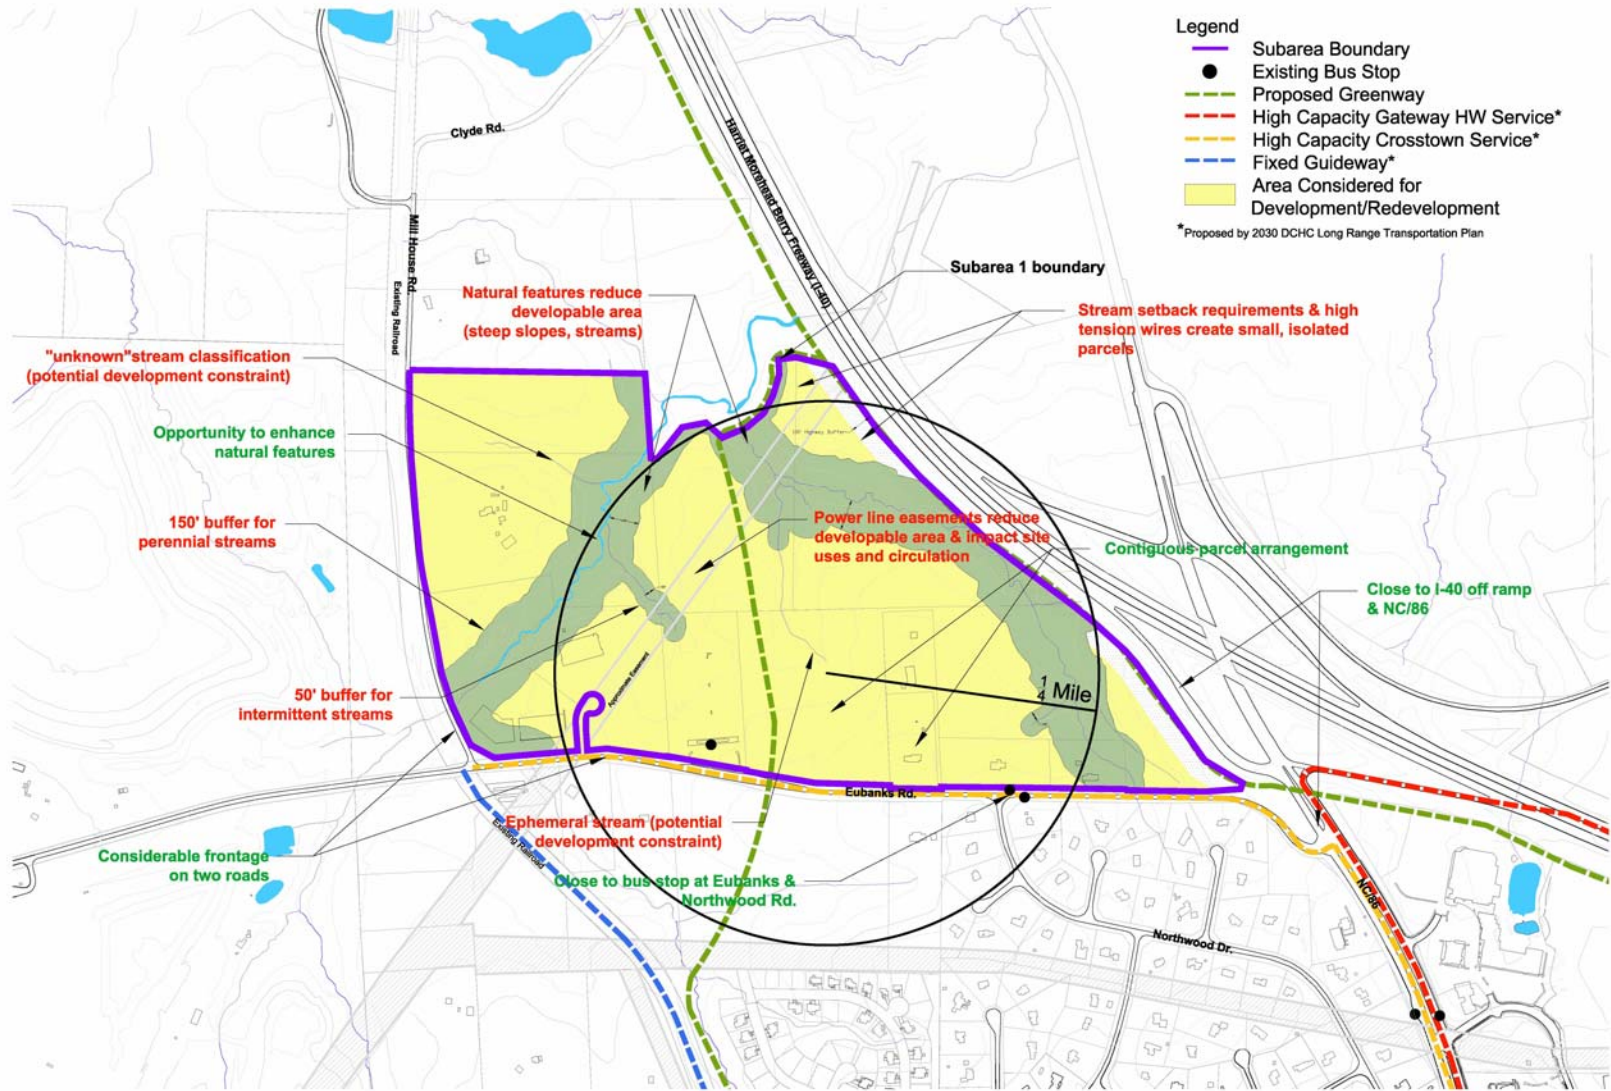 Legend
Subarea Boundary
Existing Bus Stop
Proposed Greenway
High Capacity Gateway HW Service*
High Capacity Crosstown Service*
Fixed Guideway*
Area Considered for
Development/Redevelopment
*Proposed by 2030 DCHC Long Range Transportation Plan
Clyde Rd.
Harriet Morehead Berry Freeway (I-40)
Mill House Rd.
Existing Railroad
Subarea 1 boundary
Natural features reduce
developable area
(steep slopes, streams)
Stream setback requirements & high
tension wires create small, isolated
parcels
"unknown"stream classification
(potential development constraint)
Opportunity to enhance
natural features
150' buffer for
perennial streams
Power line easements reduce
developable area & impact site
uses and circulation
Contiguous parcel arrangement
Close to I-40 off ramp
& NC/86
50' buffer for
intermittent streams
Approximate Easement
1
4 Mile
Eubanks Rd.
Ephemeral stream (potential
development constraint)
Existing Railroad
Considerable frontage
on two roads
Close to bus stop at Eubanks &
Northwood Rd.
NC/86
Northwood Dr.